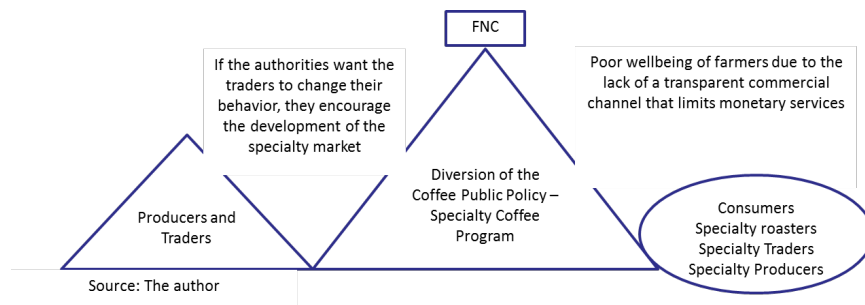 FNC
If the authorities want the
traders to change their
behavior, they encourage
the development of the
specialty market
Poor wellbeing of farmers due to the
lack of a transparent commercial
channel that limits monetary services
Producers and
Traders
Diversion of the
Coffee Public Policy –
Specialty Coffee
Program
Consumers
Specialty roasters
Specialty Traders
Specialty Producers
Source: The author